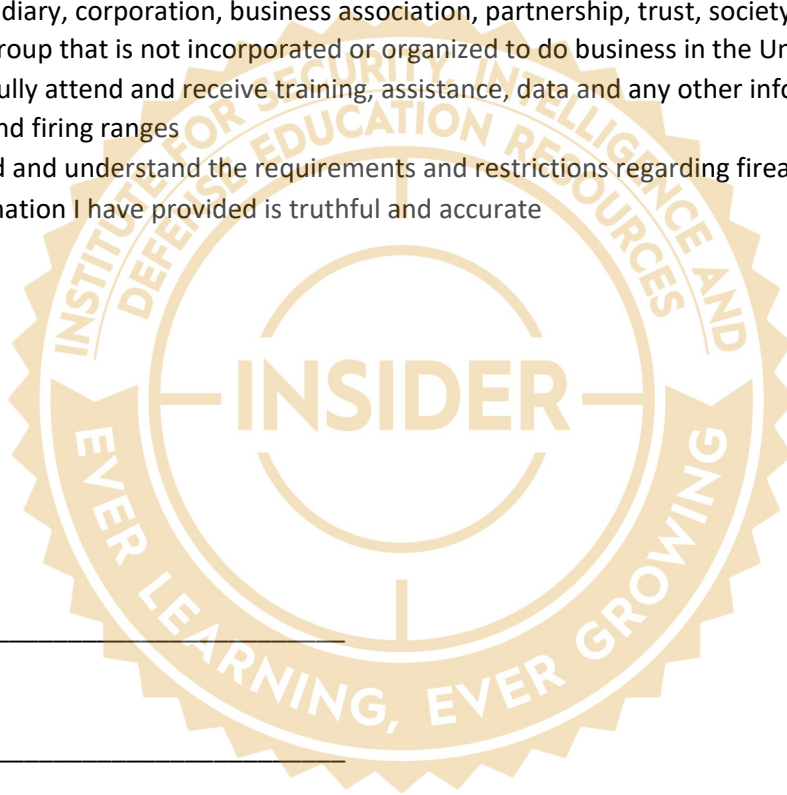 diary, corporation, business association, partnership, trust, society
roup that is not incorporated or organized to do business in the Un
ully attend and receive training, assistance, data and any other info
nd firing ranges
d and understand the requirements and restrictions regarding firea
nation I have provided is truthful and accurate
INSTITUTE FOR SECURITY, INTELLIGENCE AND
DEFENSE EDUCATION RESOURCES
INSIDER
EVER LEARNING, EVER GROWING